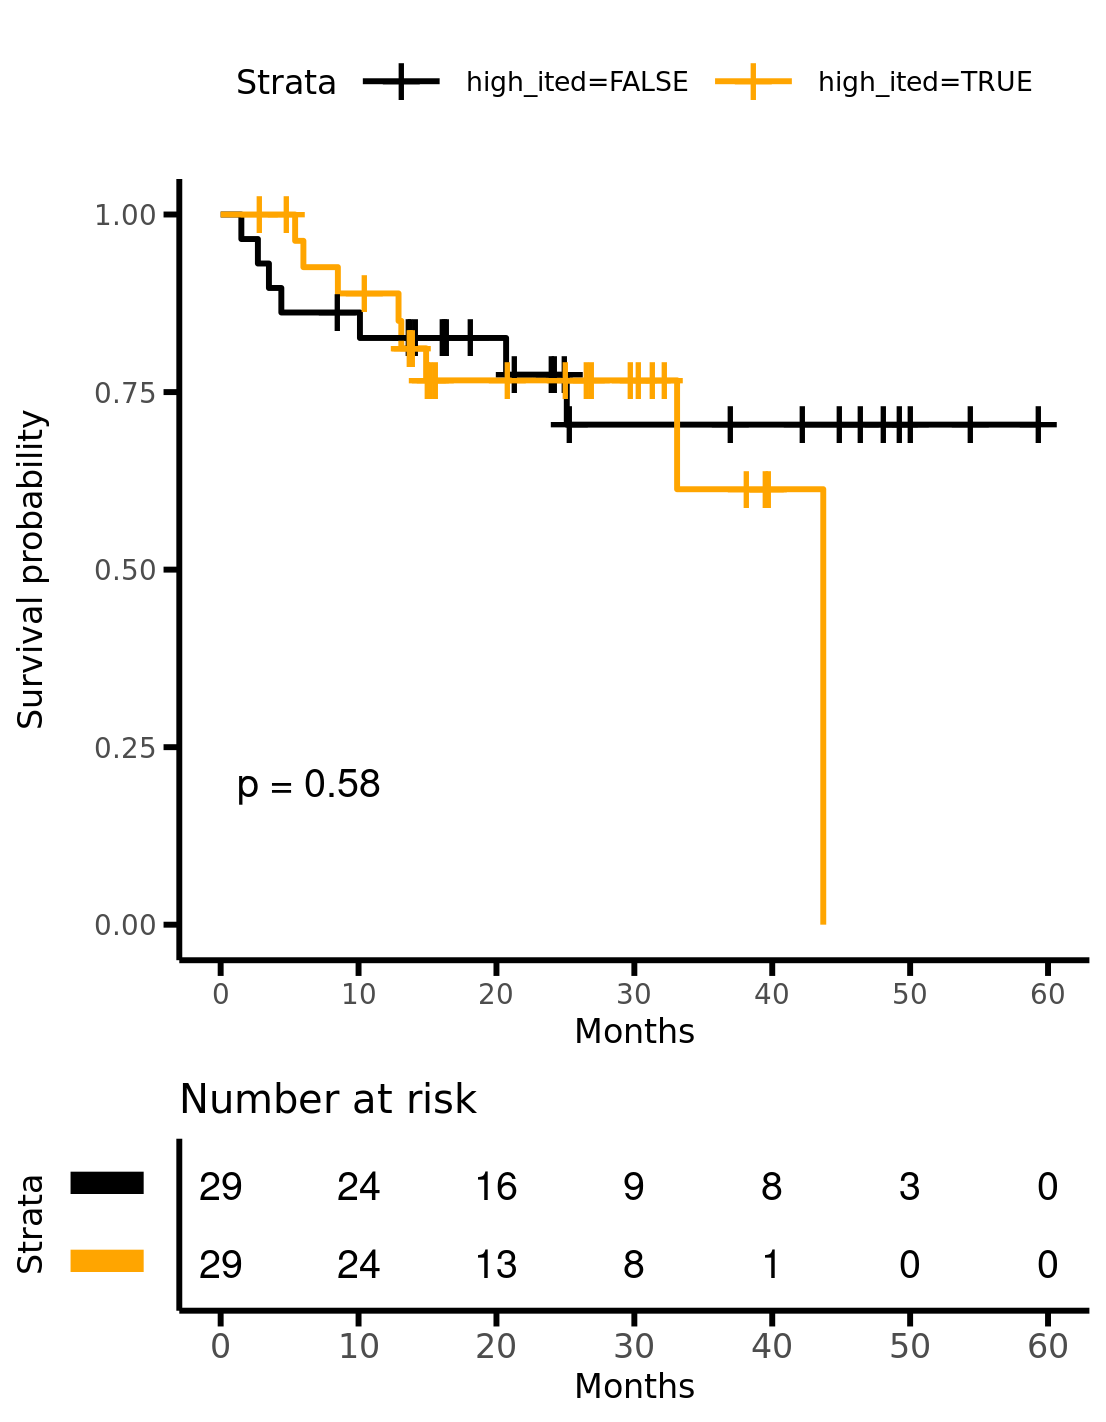 Strata high_ited=FALSE high_ited=TRUE
Survival probability
1.00
0.75
0.50
0.25
0.00
p = 0.58
0 10 20 30 40 50 60
Months
Number at risk
Strata
29 24 16 9 8 3 0
29 24 13 8 1 0 0
0 10 20 30 40 50 60
Months